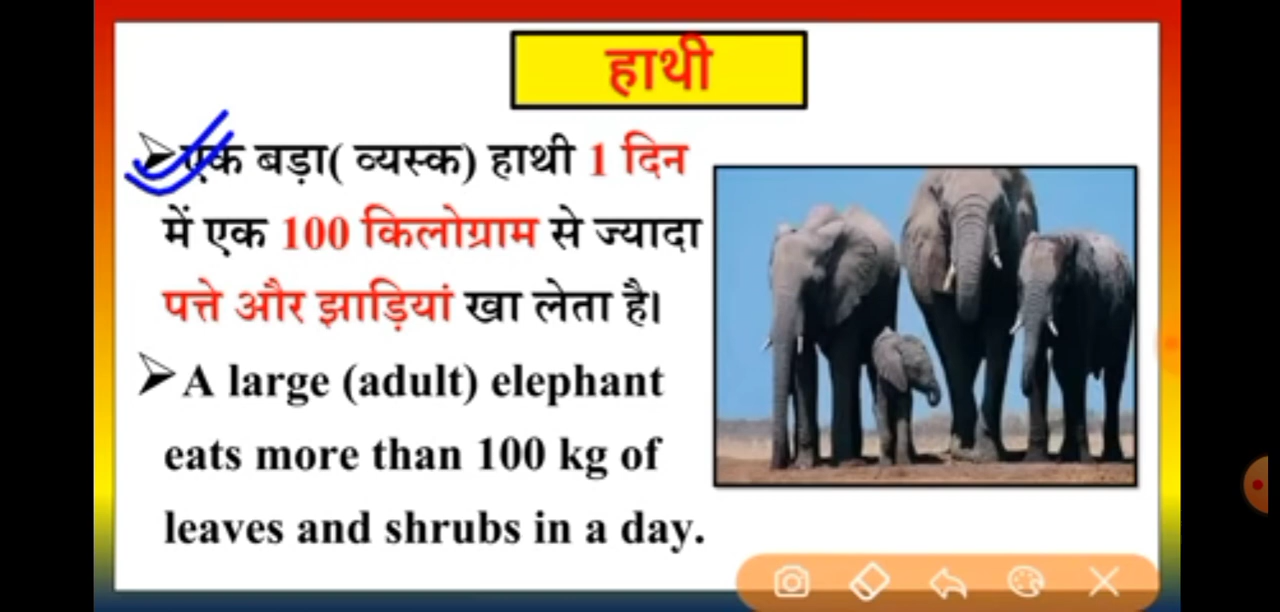 हाथी
एक बड़ा( व्यस्क) हाथी 1 दिन
में एक 100 किलोग्राम से ज्यादा
पत्ते और झाड़ियां खा लेता है।
A large (adult) elephant
eats more than 100 kg of
leaves and shrubs in a day.